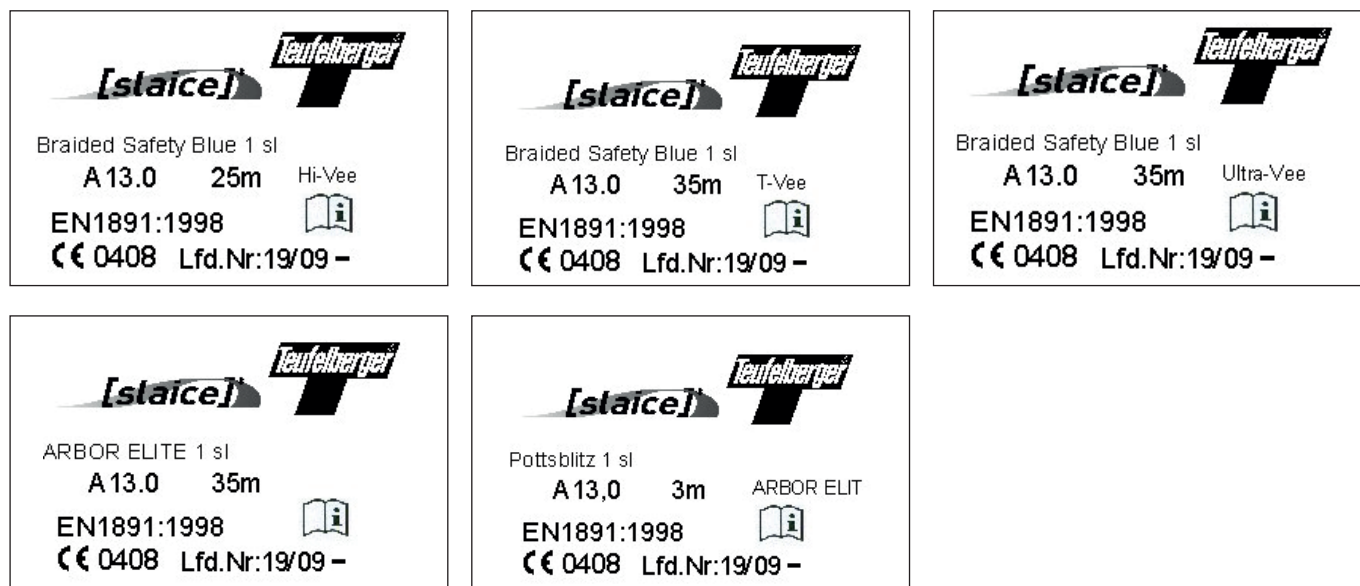 Teufelberger
[slaice]
Braided Safety Blue 1 sl
A 13.0 25m Hi-Vee
EN1891:1998
CE 0408 Lfd.Nr:19/09 –
Teufelberger
[slaice]
Braided Safety Blue 1 sl
A 13.0 35m T-Vee
EN1891:1998
CE 0408 Lfd.Nr:19/09 –
Teufelberger
[slaice]
Braided Safety Blue 1 sl
A 13.0 35m Ultra-Vee
EN1891:1998
CE 0408 Lfd.Nr:19/09 –
Teufelberger
[slaice]
ARBOR ELITE 1 sl
A 13.0 35m
EN1891:1998
CE 0408 Lfd.Nr:19/09 –
Teufelberger
[slaice]
Pottsblitz 1 sl
A 13,0 3m ARBOR ELIT
EN1891:1998
CE 0408 Lfd.Nr:19/09 –